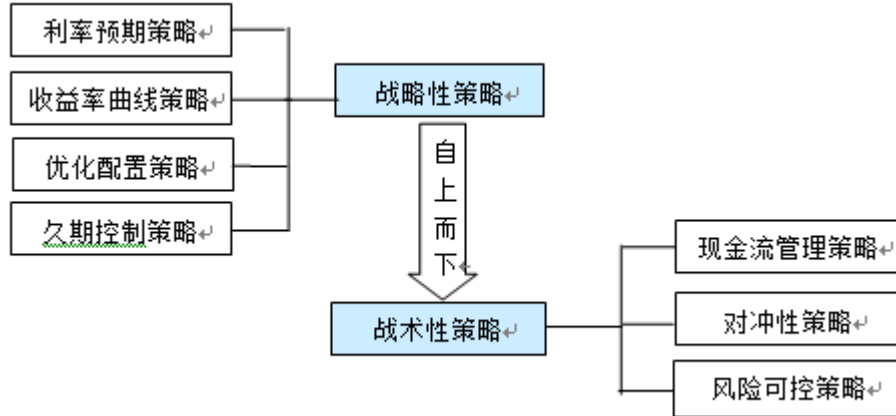 利率预期策略
收益率曲线策略
优化配置策略
久期控制策略
战略性策略
自
上
而
下
战术性策略
现金流管理策略
对冲性策略
风险可控策略